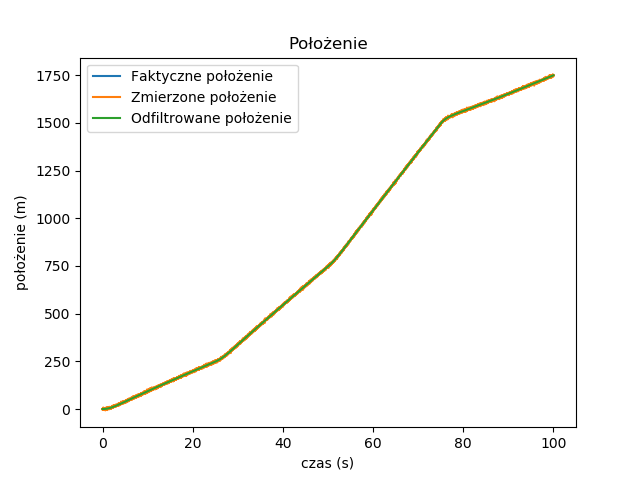 Położenie
Faktyczne położenie
Zmierzone położenie
Odfiltrowane położenie
1750
1500
1250
1000
750
500
250
0
położenie (m)
0 20 40 60 80 100
czas (s)